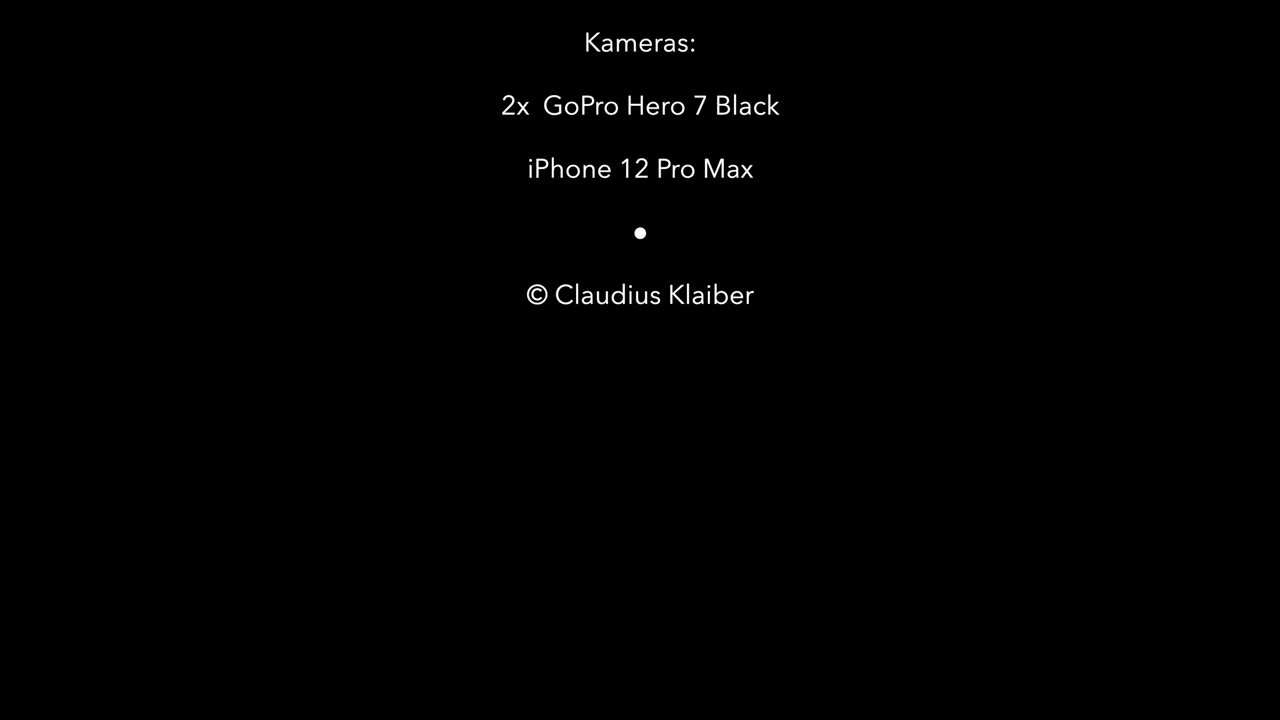 Kameras:
2x GoPro Hero 7 Black
iPhone 12 Pro Max
●
© Claudius Klaiber